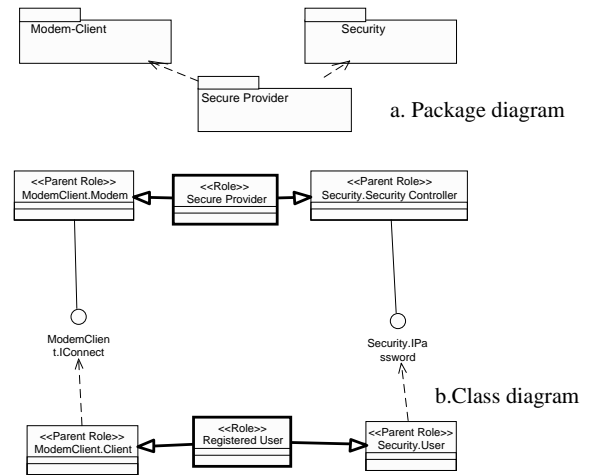 Modem-Client
Security
Secure Provider
a. Package diagram
<<Parent Role>>
ModemClient.Modem
<<Role>>
Secure Provider
<<Parent Role>>
Security.Security Controller
ModemClien
t.IConnect
Security.IPa
ssword
b.Class diagram
<<Parent Role>>
ModemClient.Client
<<Role>>
Registered User
<<Parent Role>>
Security.User